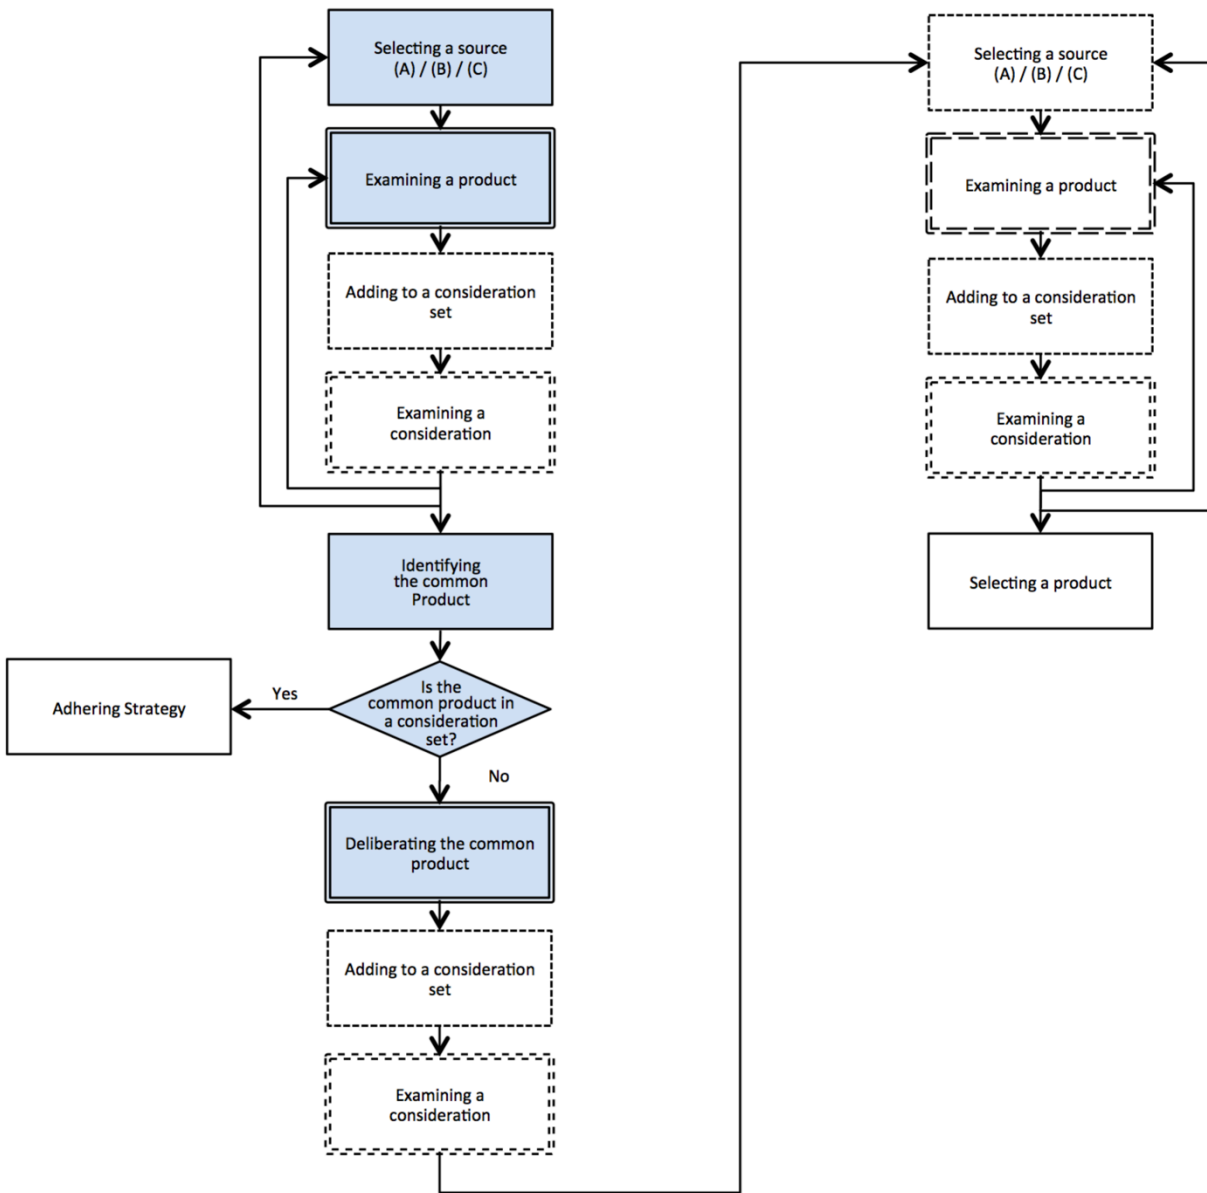 Selecting a source
(A) / (B) / (C)
Examining a product
Adding to a consideration
set
Examining a
consideration
Identifying
the common
Product
Is the
common product in
a consideration
set?
Yes
Adhering Strategy
No
Deliberating the common
product
Adding to a consideration
set
Examining a
consideration
Selecting a source
(A) / (B) / (C)
Examining a product
Adding to a consideration
set
Examining a
consideration
Selecting a product